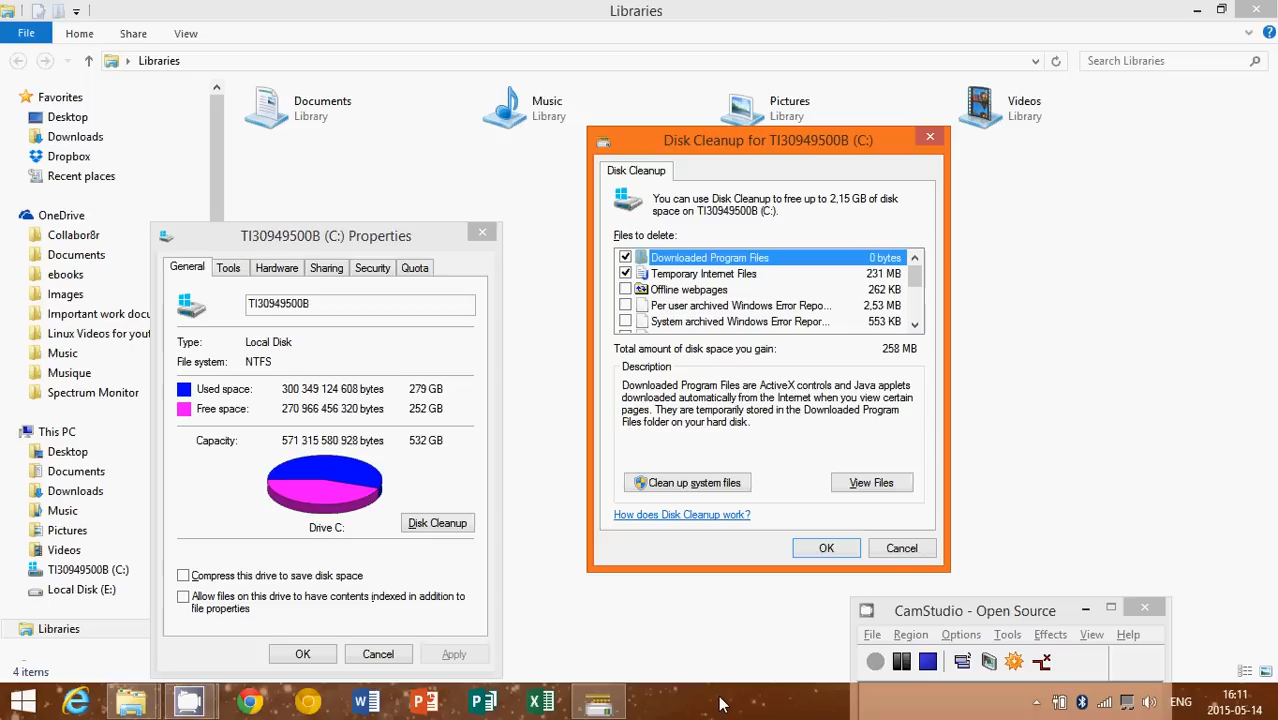 Libraries
File
Home
Share
View
Libraries
Search Libraries
Favorites
Desktop
Downloads
Dropbox
Recent places
OneDrive
Collabor8r
Documents
ebooks
Images
Important work docu
Linux Videos for yout
Music
Musique
Spectrum Monitor
This PC
Desktop
Documents
Downloads
Music
Pictures
Videos
TI30949500B (C:)
Local Disk (E:)
Libraries
4 items
Documents
Library
Music
Library
Pictures
Library
Videos
Library
TI30949500B (C:) Properties
General
Tools
Hardware
Sharing
Security
Quota
TI30949500B
Type: Local Disk
File system: NTFS
Used space: 300 349 124 608 bytes 279 GB
Free space: 270 966 456 320 bytes 252 GB
Capacity: 571 315 580 928 bytes 532 GB
Drive C:
Disk Cleanup
Compress this drive to save disk space
Allow files on this drive to have contents indexed in addition to
file properties
OK
Cancel
Apply
Disk Cleanup for TI30949500B (C:)
Disk Cleanup
You can use Disk Cleanup to free up to 2,15 GB of disk
space on TI30949500B (C:).
Files to delete:
Downloaded Program Files 0 bytes
Temporary Internet Files 231 MB
Offline webpages 262 KB
Per user archived Windows Error Repo... 2,53 MB
System archived Windows Error Repor... 553 KB
Total amount of disk space you gain: 258 MB
Description
Downloaded Program Files are ActiveX controls and Java applets
downloaded automatically from the Internet when you view certain
pages. They are temporarily stored in the Downloaded Program
Files folder on your hard disk.
Clean up system files
View Files
How does Disk Cleanup work?
OK
Cancel
CamStudio - Open Source
File
Region
Options
Tools
Effects
View
Help
ENG
16:11
2015-05-14